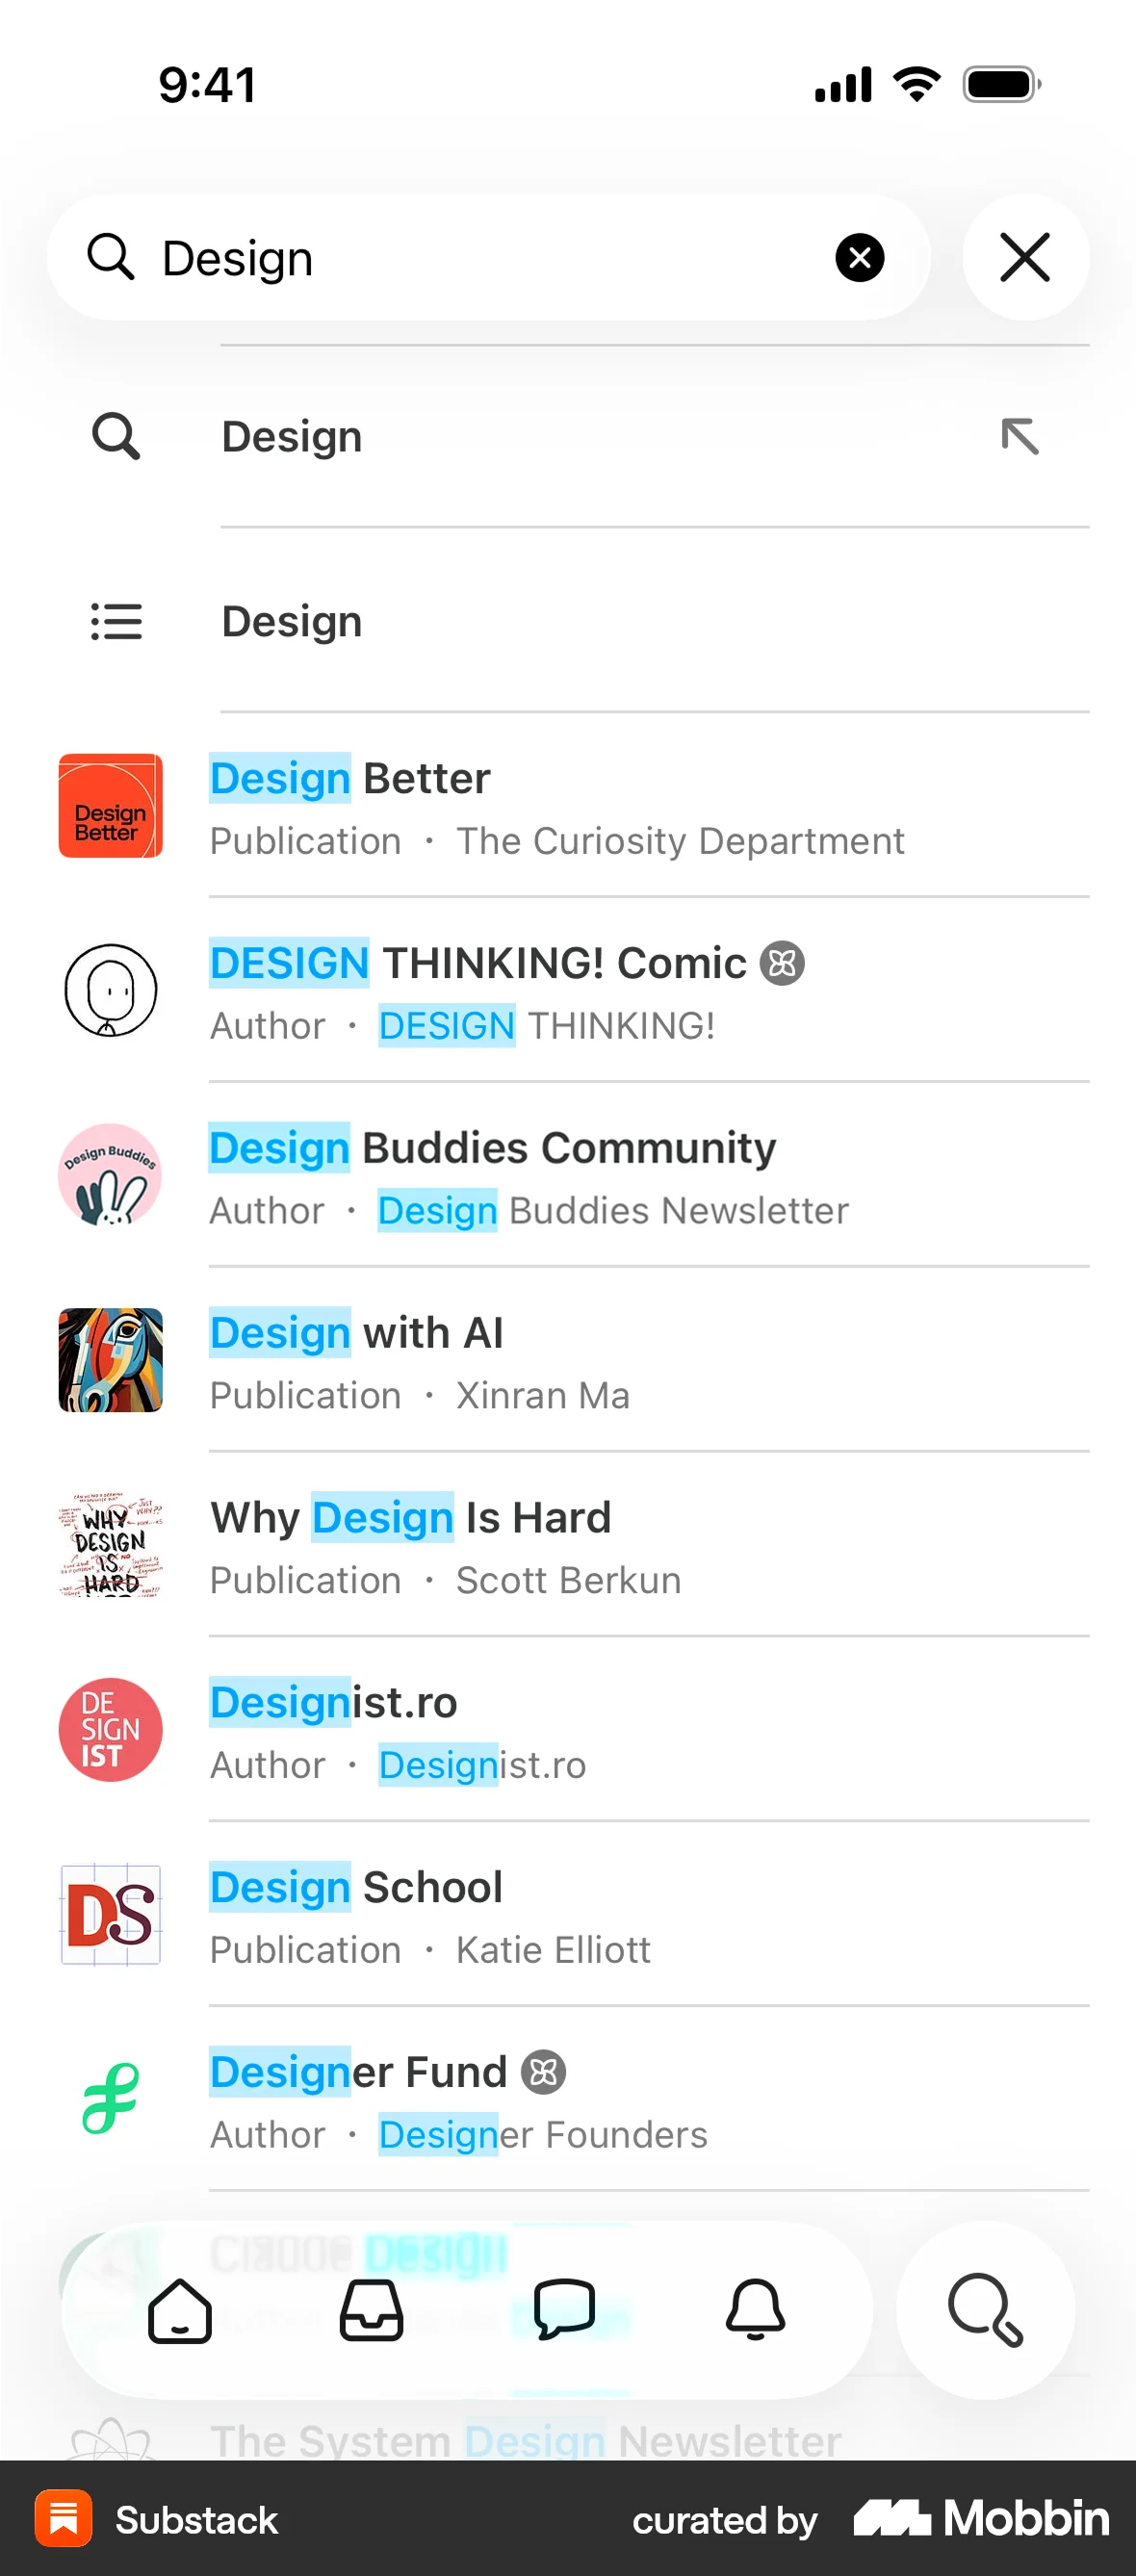 9:41
Design
Design
Design
Design Better
Publication · The Curiosity Department
Design
Better
DESIGN THINKING! Comic
Author · DESIGN THINKING!
Design Buddies
Design Buddies Community
Author · Design Buddies Newsletter
Design with AI
Publication · Xinran Ma
WHY
DESIGN
IS
HARD
Why Design Is Hard
Publication · Scott Berkun
DE
SIGN
IST
Designist.ro
Author · Designist.ro
DS
Design School
Publication · Katie Elliott
Designer Fund
Author · Designer Founders
Design
The System Design Newsletter
Substack
curated by Mobbin